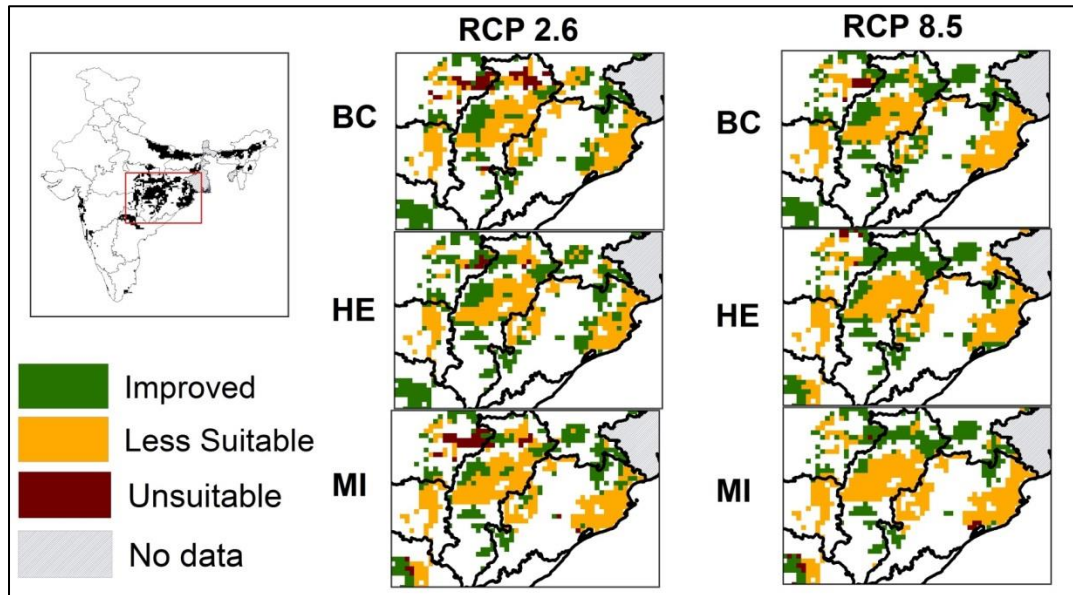 RCP 2.6
RCP 8.5
BC
BC
HE
HE
MI
MI
Improved
Less Suitable
Unsuitable
No data